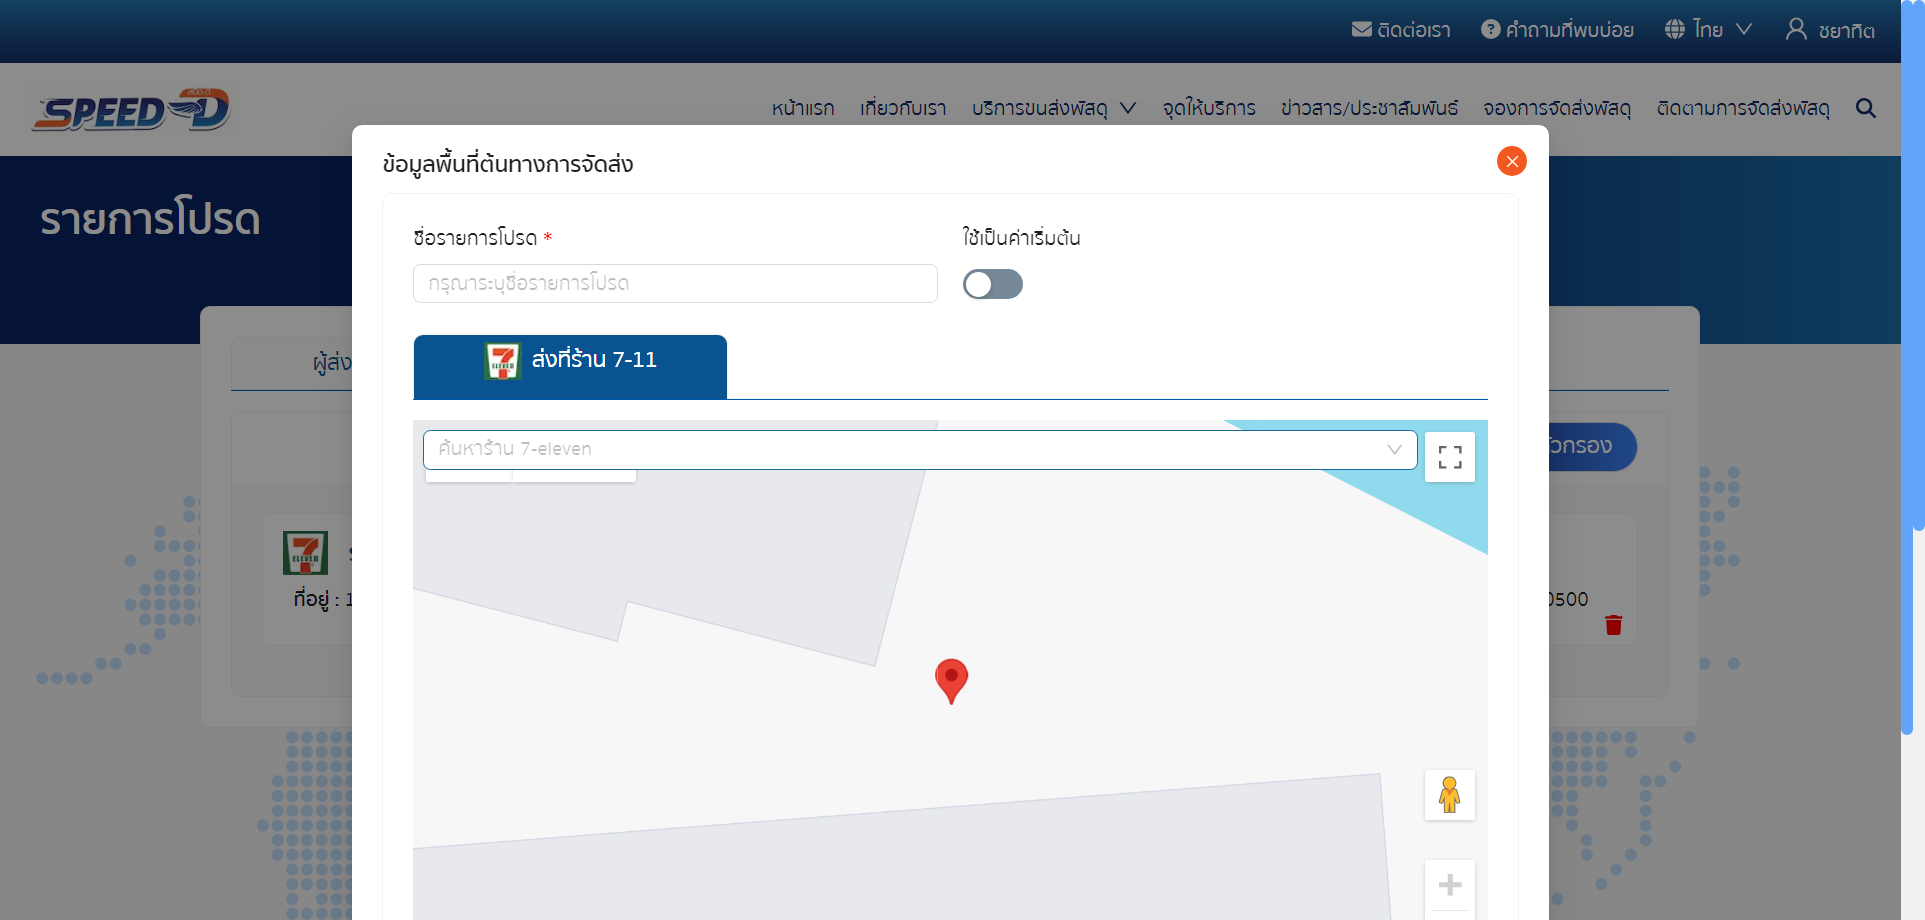 ติดต่อเรา คำถามที่พบบ่อย ไทย ชยาทิต
SPEED-D
หน้าแรก เกี่ยวกับเรา บริการขนส่งพัสดุ จุดให้บริการ ข่าวสาร/ประชาสัมพันธ์ จองการจัดส่งพัสดุ ติดตามการจัดส่งพัสดุ
ข้อมูลพื้นที่ต้นทางการจัดส่ง
รายการโปรด
ชื่อรายการโปรด * ใช้เป็นค่าเริ่มต้น
กรุณาระบุชื่อรายการโปรด
ผู้ส่ง
7 ELEVEN ส่งที่ร้าน 7-11
ค้นหาร้าน 7-eleven
วกรอง
7 ELEVEN
ที่อยู่ : 1 0500